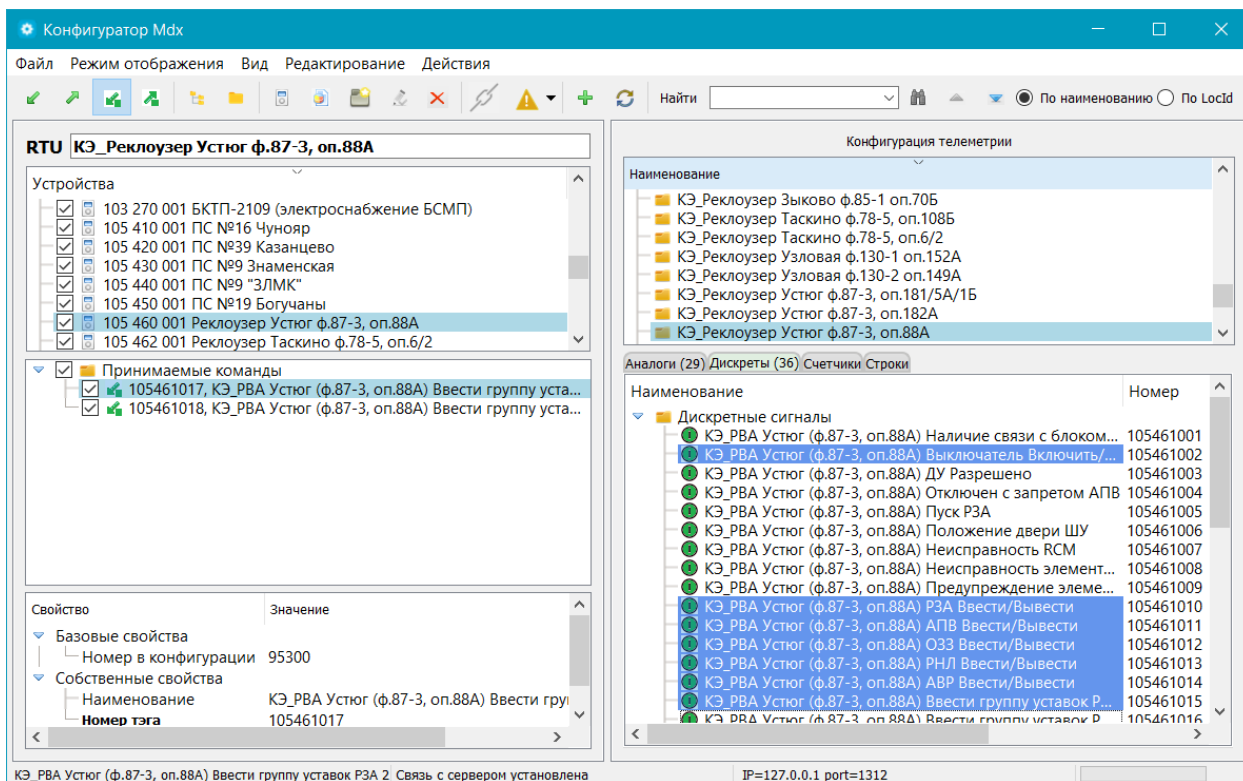 Конфигуратор Mdx
Файл Режим отображения Вид Редактирование Действия
Найти По наименованию По LocId
RTU КЭ_Реклоузер Устюг ф.87-3, оп.88А
Устройства
103 270 001 БКТП-2109 (электроснабжение БСМП)
105 410 001 ПС №16 Чунояр
105 420 001 ПС №39 Казанцево
105 430 001 ПС №9 Знаменская
105 440 001 ПС №9 "ЗЛМК"
105 450 001 ПС №19 Богучаны
105 460 001 Реклоузер Устюг ф.87-3, оп.88А
105 462 001 Реклоузер Таскино ф.78-5, оп.6/2
Принимаемые команды
105461017, КЭ_РВА Устюг (ф.87-3, оп.88А) Ввести группу уста...
105461018, КЭ_РВА Устюг (ф.87-3, оп.88А) Ввести группу уста...
Свойство Значение
Базовые свойства
Номер в конфигурации 95300
Собственные свойства
Наименование КЭ_РВА Устюг (ф.87-3, оп.88А) Ввести гру
Номер тэга 105461017
Конфигурация телеметрии
Наименование
КЭ_Реклоузер Зыково ф.85-1 оп.70Б
КЭ_Реклоузер Таскино ф.78-5, оп.108Б
КЭ_Реклоузер Таскино ф.78-5, оп.6/2
КЭ_Реклоузер Узловая ф.130-1 оп.152А
КЭ_Реклоузер Узловая ф.130-2 оп.149А
КЭ_Реклоузер Устюг ф.87-3, оп.181/5А/1Б
КЭ_Реклоузер Устюг ф.87-3, оп.182А
КЭ_Реклоузер Устюг ф.87-3, оп.88А
Аналоги (29) Дискреты (36) Счетчики Строки
Наименование Номер
Дискретные сигналы
КЭ_РВА Устюг (ф.87-3, оп.88А) Наличие связи с блоком... 105461001
КЭ_РВА Устюг (ф.87-3, оп.88А) Выключатель Включить/... 105461002
КЭ_РВА Устюг (ф.87-3, оп.88А) ДУ Разрешено 105461003
КЭ_РВА Устюг (ф.87-3, оп.88А) Отключен с запретом АПВ 105461004
КЭ_РВА Устюг (ф.87-3, оп.88А) Пуск РЗА 105461005
КЭ_РВА Устюг (ф.87-3, оп.88А) Положение двери ШУ 105461006
КЭ_РВА Устюг (ф.87-3, оп.88А) Неисправность RCM 105461007
КЭ_РВА Устюг (ф.87-3, оп.88А) Неисправность элемент... 105461008
КЭ_РВА Устюг (ф.87-3, оп.88А) Предупреждение элеме... 105461009
КЭ_РВА Устюг (ф.87-3, оп.88А) РЗА Ввести/Вывести 105461010
КЭ_РВА Устюг (ф.87-3, оп.88А) АПВ Ввести/Вывести 105461011
КЭ_РВА Устюг (ф.87-3, оп.88А) ОЗЗ Ввести/Вывести 105461012
КЭ_РВА Устюг (ф.87-3, оп.88А) РНЛ Ввести/Вывести 105461013
КЭ_РВА Устюг (ф.87-3, оп.88А) АВР Ввести/Вывести 105461014
КЭ_РВА Устюг (ф.87-3, оп.88А) Ввести группу уставок Р... 105461015
КЭ_РВА Устюг (ф.87-3, оп.88А) Ввести группу уставок Р... 105461016
КЭ_РВА Устюг (ф.87-3, оп.88А) Ввести группу уставок РЗА 2 Связь с сервером установлена IP=127.0.0.1 port=1312